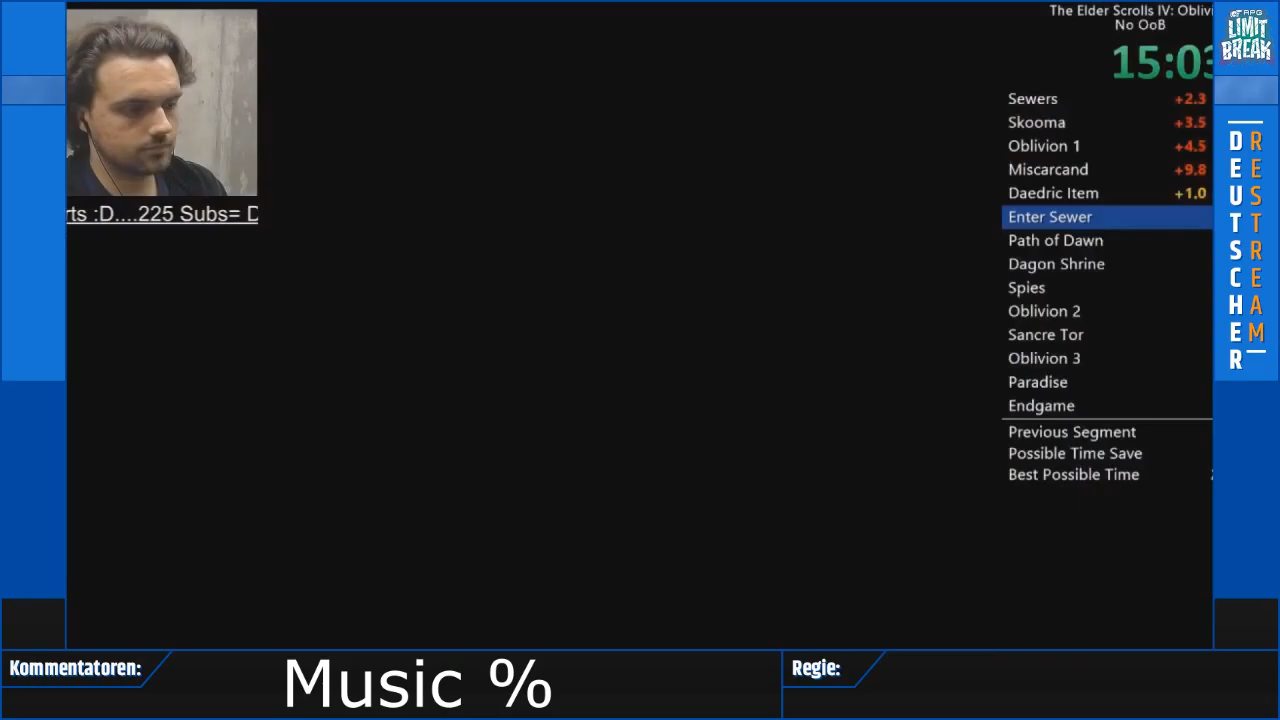 The Elder Scrolls IV: Oblivi
No OoB
15:03
Sewers +2.3
Skooma +3.5
Oblivion 1 +4.5
Miscarcand +9.8
Daedric Item +1.0
Enter Sewer
Path of Dawn
Dagon Shrine
Spies
Oblivion 2
Sancre Tor
Oblivion 3
Paradise
Endgame
Previous Segment
Possible Time Save
Best Possible Time
rts :D....225 Subs= D
RPG
LIMIT
BREAK
DEUTSCHER
RESTREAM
Kommentatoren:
Music %
Regie: